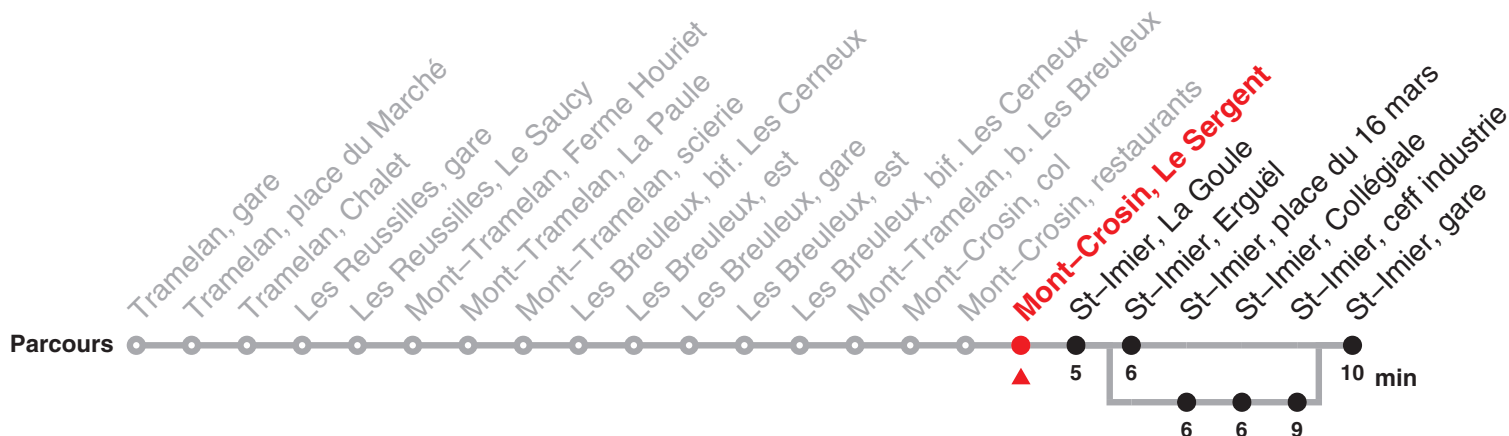 Tramelan, gare
Tramelan, place du Marché
Tramelan, Chalet
Les Reussilles, gare
Les Reussilles, Le Saucy
Mont–Tramelan, Ferme Houriet
Mont–Tramelan, La Paule
Mont–Tramelan, scierie
Les Breuleux, bif. Les Cerneux
Les Breuleux, est
Les Breuleux, gare
Les Breuleux, est
Les Breuleux, bif. Les Cerneux
Mont–Tramelan, b. Les Breuleux
Mont–Crosin, col
Mont–Crosin, restaurants
Mont–Crosin, Le Sergent
St–Imier, La Goule
St–Imier, Erguël
St–Imier, place du 16 mars
St–Imier, Collégiale
St–Imier, ceff industrie
St–Imier, gare
Parcours
5 6 10 min
6 6 9